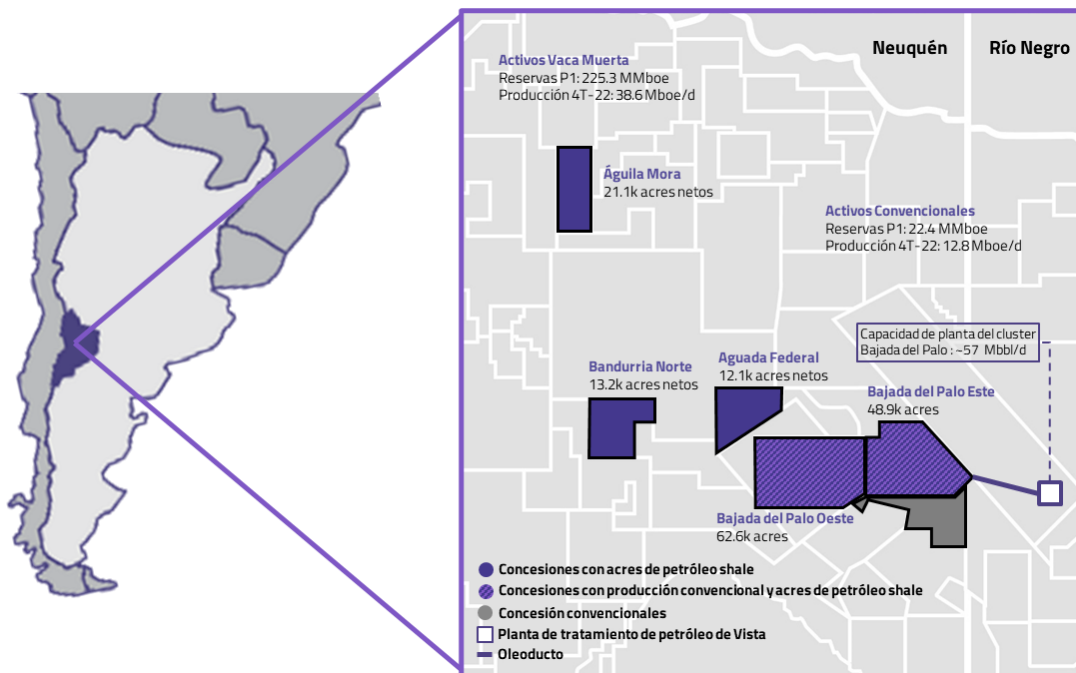 Neuquén
Río Negro
Activos Vaca Muerta
Reservas P1: 225.3 MMboe
Producción 4T-22: 38.6 Mboe/d
Águila Mora
21.1k acres netos
Activos Convencionales
Reservas P1: 22.4 MMboe
Producción 4T-22: 12.8 Mboe/d
Capacidad de planta del cluster
Bajada del Palo : ~57 Mbbl/d
Bandurria Norte
13.2k acres netos
Aguada Federal
12.1k acres netos
Bajada del Palo Este
48.9k acres
Bajada del Palo Oeste
62.6k acres
Concesiones con acres de petróleo shale
Concesiones con producción convencional y acres de petróleo shale
Concesión convencionales
Planta de tratamiento de petróleo de Vista
Oleoducto